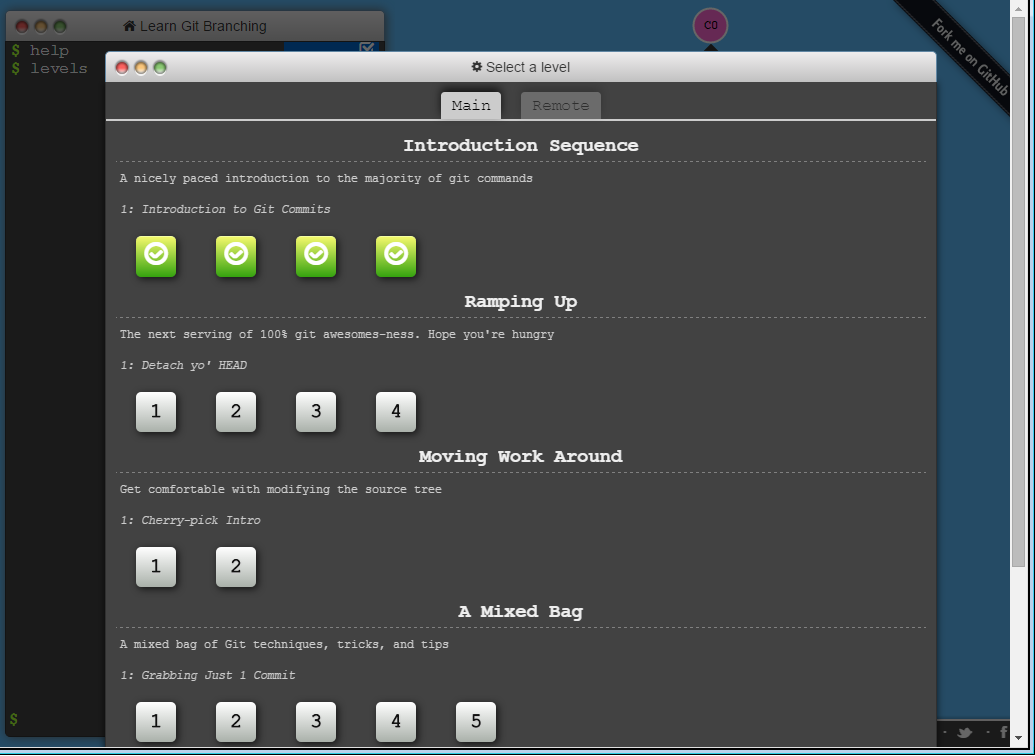 Learn Git Branching
$ help
$ levels
C0
Fork me on GitHub
Select a level
Main Remote
Introduction Sequence
A nicely paced introduction to the majority of git commands
1: Introduction to Git Commits
Ramping Up
The next serving of 100% git awesomes-ness. Hope you're hungry
1: Detach yo' HEAD
1 2 3 4
Moving Work Around
Get comfortable with modifying the source tree
1: Cherry-pick Intro
1 2
A Mixed Bag
A mixed bag of Git techniques, tricks, and tips
1: Grabbing Just 1 Commit
1 2 3 4 5
$